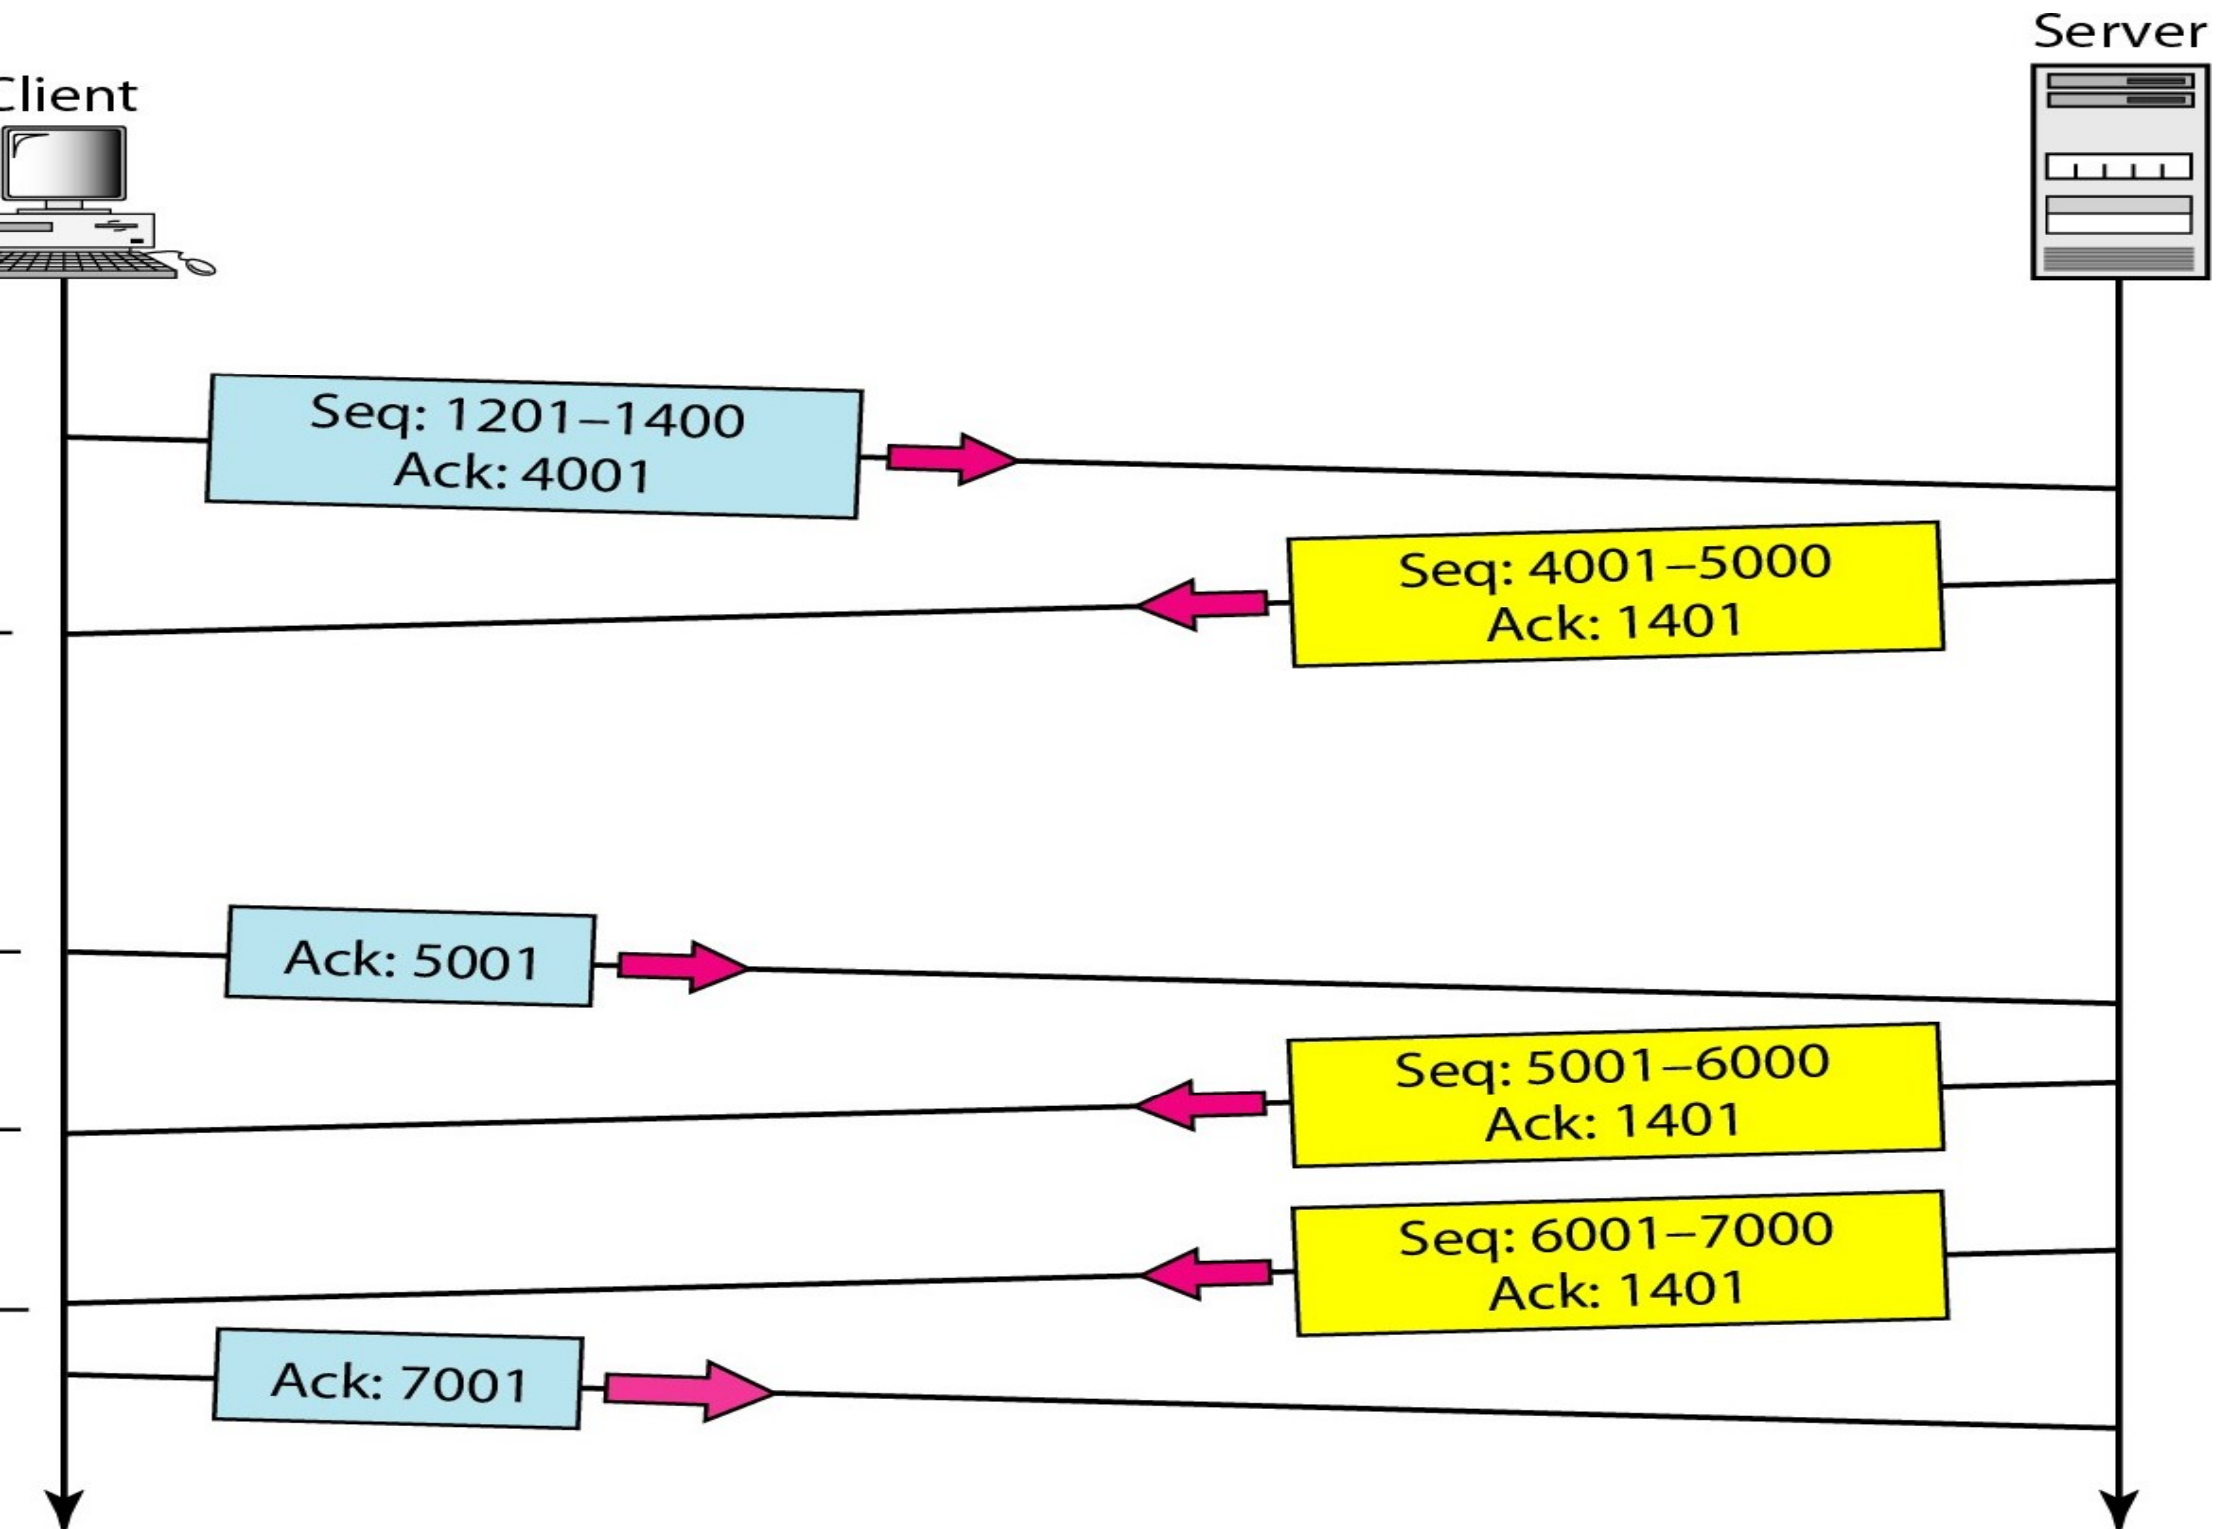 Server
Client
Seq: 1201–1400
Ack: 4001
Seq: 4001–5000
Ack: 1401
Ack: 5001
Seq: 5001–6000
Ack: 1401
Seq: 6001–7000
Ack: 1401
Ack: 7001